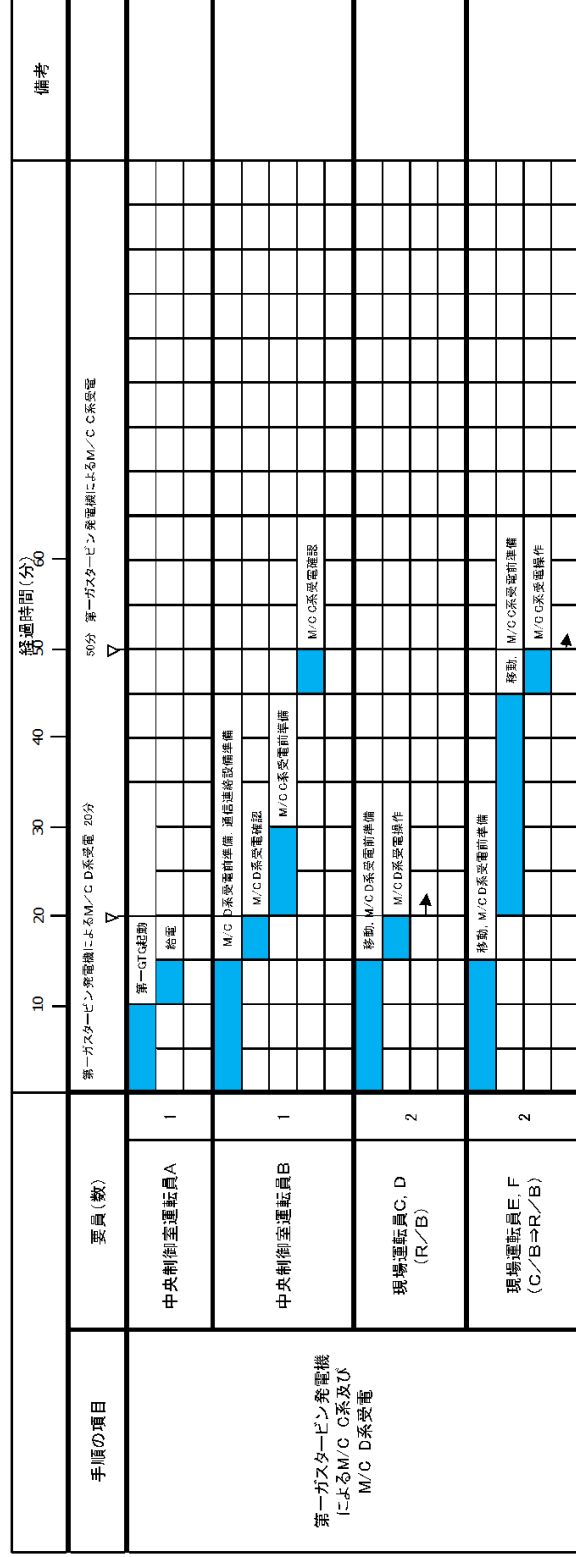 経過時間(分)
備考
手順の項目
要員(数)
10
20
30
40
50
60
第一ガスタービン発電機によるM/C D系受電 20分
50分 第一ガスタービン発電機によるM/C C系受電
第一ガスタービン発電機
によるM/C C系及び
M/C D系受電
中央制御室運転員A
1
第一GTG起動
給電
中央制御室運転員B
1
M/C D系受電前準備, 通信連絡設備準備
M/C D系受電確認
M/C C系受電前準備
M/C C系受電確認
現場運転員C, D
(R/B)
2
移動, M/C D系受電前準備
M/C D系受電操作
現場運転員E, F
(C/B⇒R/B)
2
移動, M/C D系受電前準備
移動, M/C C系受電前準備
M/C C系受電操作